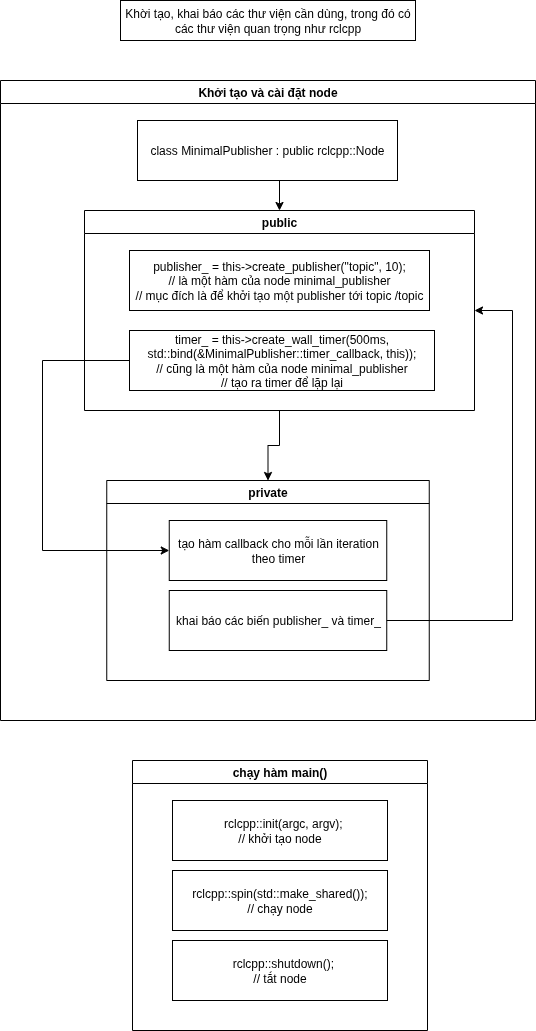 Khởi tạo, khai báo các thư viện cần dùng, trong đó có
các thư viện quan trọng như rclcpp
Khởi tạo và cài đặt node
class MinimalPublisher : public rclcpp::Node
public
publisher_ = this->create_publisher("topic", 10);
// là một hàm của node minimal_publisher
// mục đích là để khởi tạo một publisher tới topic /topic
timer_ = this->create_wall_timer(500ms,
std::bind(&MinimalPublisher::timer_callback, this));
// cũng là một hàm của node minimal_publisher
// tạo ra timer để lặp lại
private
tạo hàm callback cho mỗi lần iteration
theo timer
khai báo các biến publisher_ và timer_
chạy hàm main()
rclcpp::init(argc, argv);
// khởi tạo node
rclcpp::spin(std::make_shared());
// chạy node
rclcpp::shutdown();
// tắt node